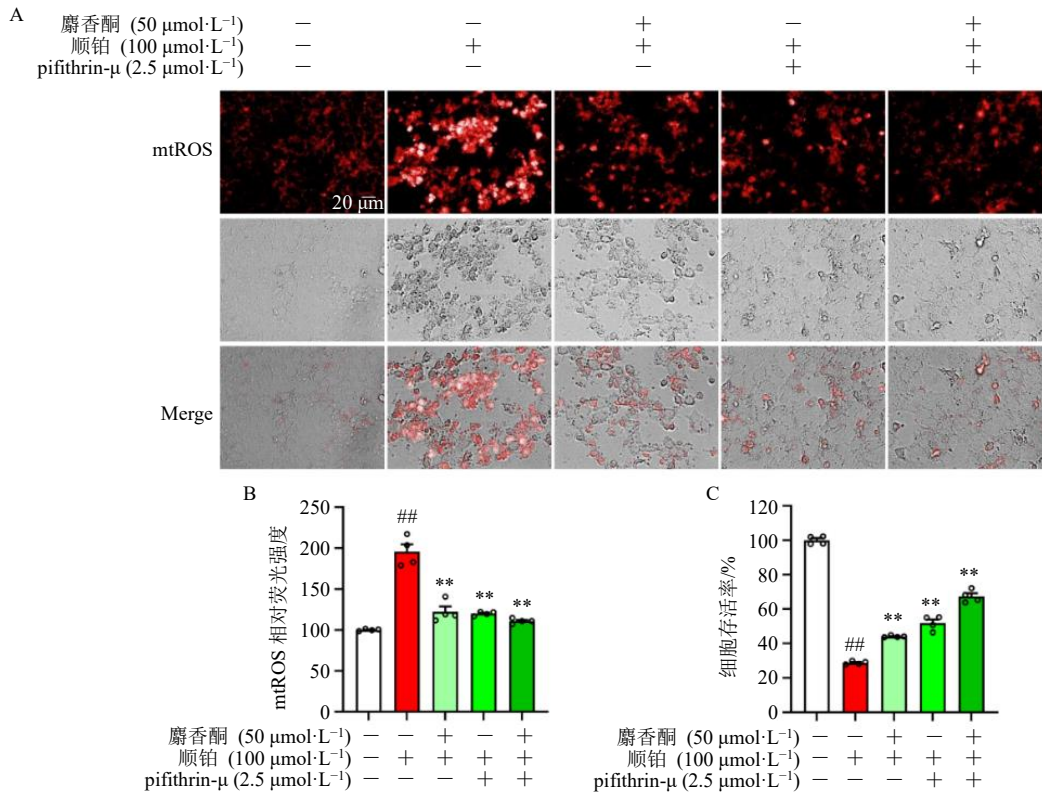 A
麝香酮 (50 μmol·L⁻¹) － － ＋ － ＋
顺铂 (100 μmol·L⁻¹) － ＋ ＋ ＋ ＋
pifithrin-μ (2.5 μmol·L⁻¹) － － － ＋ ＋
mtROS
20 μm
Merge
B
mtROS 相对荧光强度
250
200
150
100
50
0
##
**
**
**
麝香酮 (50 μmol·L⁻¹) － － ＋ － ＋
顺铂 (100 μmol·L⁻¹) － ＋ ＋ ＋ ＋
pifithrin-μ (2.5 μmol·L⁻¹) － － － ＋ ＋
C
细胞存活率/%
120
100
80
60
40
20
0
##
**
**
**
麝香酮 (50 μmol·L⁻¹) － － ＋ － ＋
顺铂 (100 μmol·L⁻¹) － ＋ ＋ ＋ ＋
pifithrin-μ (2.5 μmol·L⁻¹) － － － ＋ ＋